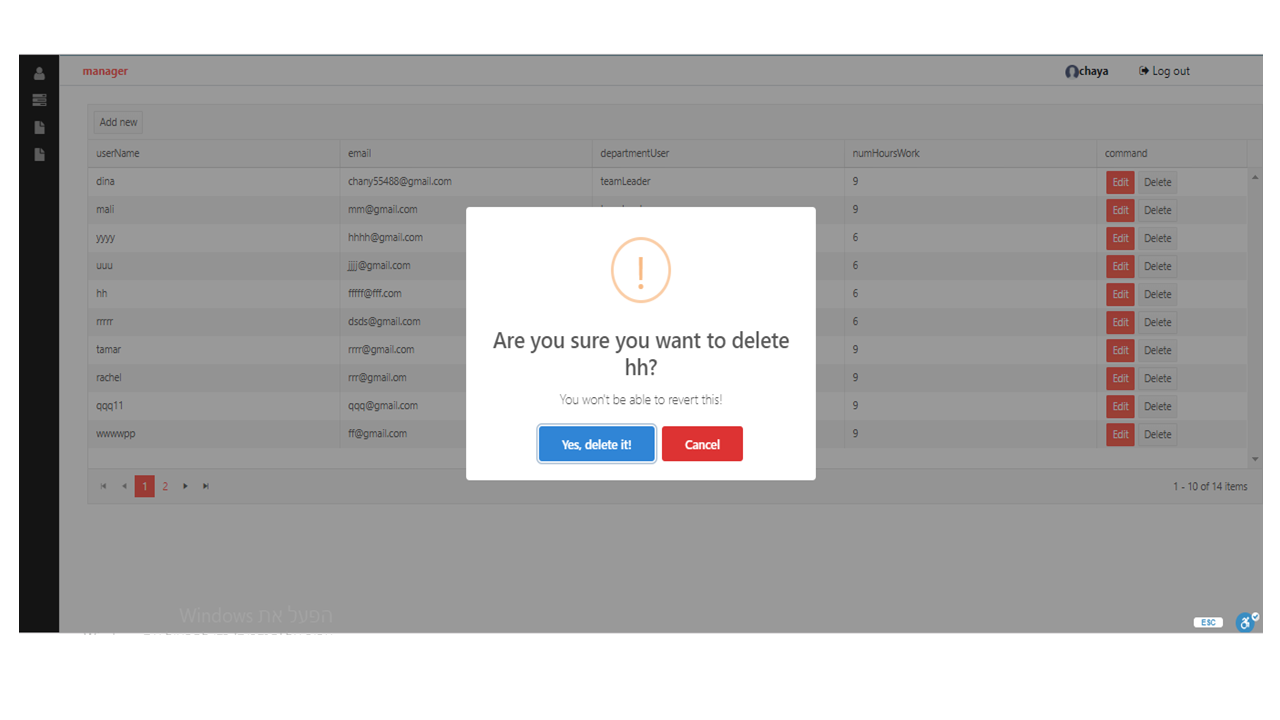 manager
chaya
Log out
Add new
userName email departmentUser numHoursWork command
dina chany55488@gmail.com teamLeader 9 Edit Delete
mali mm@gmail.com 9 Edit Delete
yyyy hhhh@gmail.com 6 Edit Delete
uuu jjjj@gmail.com 6 Edit Delete
hh fffff@fff.com 6 Edit Delete
rrrrr dsds@gmail.com 6 Edit Delete
tamar rrrr@gmail.com 9 Edit Delete
rachel rrr@gmail.om 9 Edit Delete
qqq11 qqq@gmail.com 9 Edit Delete
wwwwpp ff@gmail.com 9 Edit Delete
!
Are you sure you want to delete
hh?
You won't be able to revert this!
Yes, delete it! Cancel
1 2
1 - 10 of 14 items
הפעל את Windows
ESC